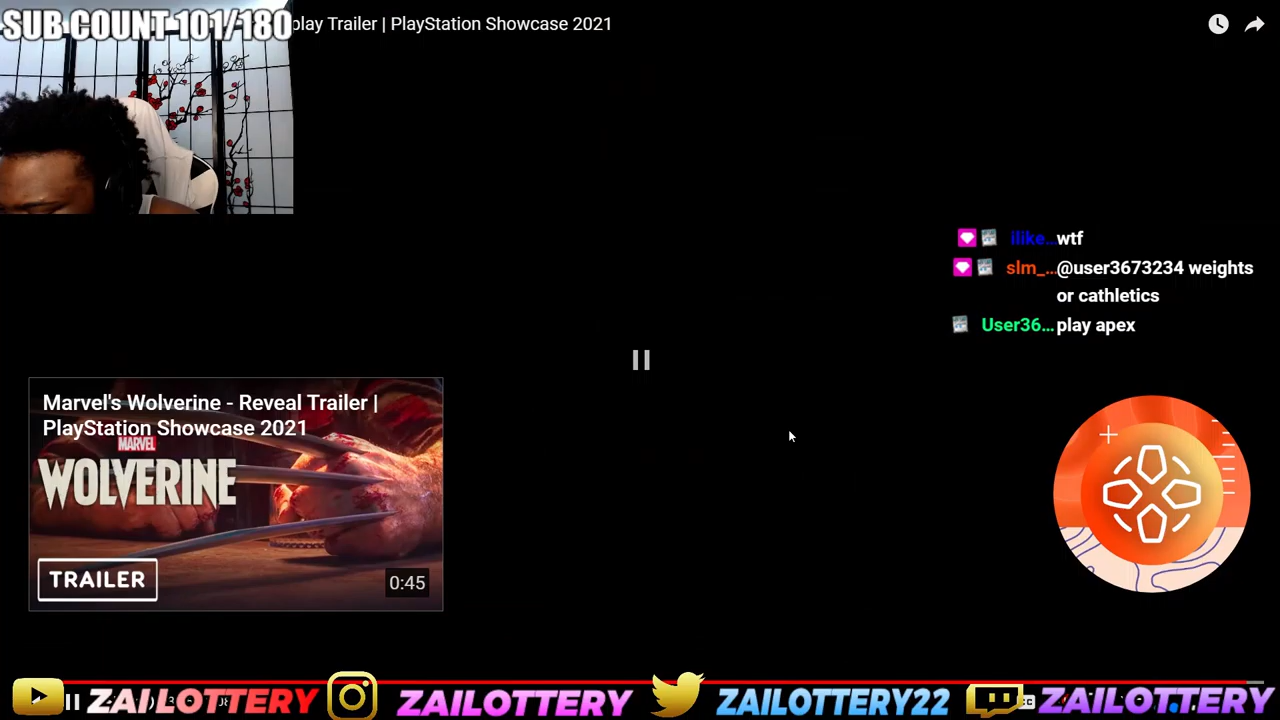 SUB COUNT 101/180
play Trailer | PlayStation Showcase 2021
ilike... wtf
slm_... @user3673234 weights
or cathletics
User36... play apex
Marvel's Wolverine - Reveal Trailer |
PlayStation Showcase 2021
MARVEL
WOLVERINE
TRAILER
0:45
ZAILOTTERY
ZAILOTTERY
ZAILOTTERY22
ZAILOTTERY